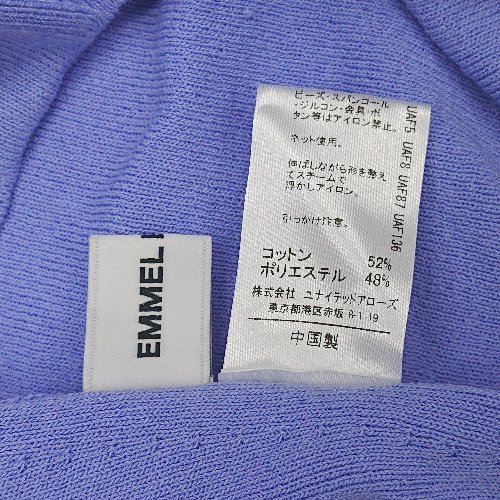 EMMEL
ビーズ・スパンコール
・シルコン・金具・ボ
タン等はアイロン禁止。
ネット使用。
伸ばしながら形を整え
てスチームで
浮かしアイロン。
引っかけ注意。
コットン 52%
ポリエステル 48%
株式会社 ユナイテッドアローズ
東京都港区赤坂 8-1-19
中国製
UAF5 UAF8 UAF87 UAF136